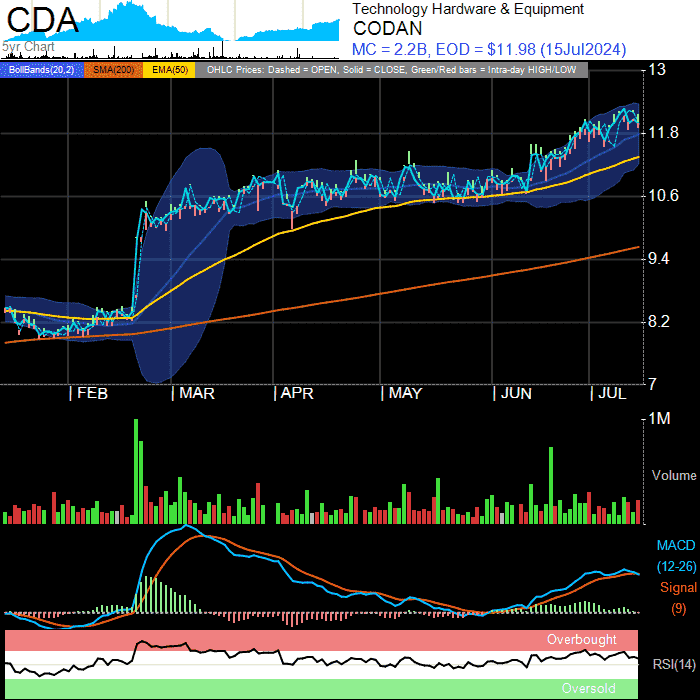 CDA
5yr Chart
Technology Hardware & Equipment
CODAN
MC = 2.2B, EOD = $11.98 (15Jul2024)
BollBands(20,2) SMA(200) EMA(50) OHLC Prices: Dashed = OPEN, Solid = CLOSE, Green/Red bars = Intra-day HIGH/LOW
13
11.8
10.6
9.4
8.2
7
| FEB | MAR | APR | MAY | JUN | JUL
1M
Volume
MACD
(12-26)
Signal
(9)
Overbought
RSI(14)
Oversold